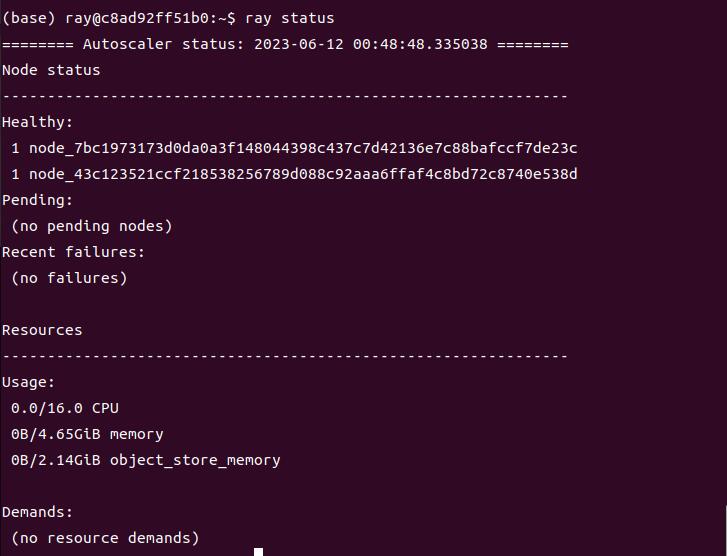 (base) ray@c8ad92ff51b0:~$ ray status
======== Autoscaler status: 2023-06-12 00:48:48.335038 ========
Node status
---------------------------------------------------------------
Healthy:
 1 node_7bc1973173d0da0a3f148044398c437c7d42136e7c88bafccf7de23c
 1 node_43c123521ccf218538256789d088c92aaa6ffaf4c8bd72c8740e538d
Pending:
 (no pending nodes)
Recent failures:
 (no failures)

Resources
---------------------------------------------------------------
Usage:
 0.0/16.0 CPU
 0B/4.65GiB memory
 0B/2.14GiB object_store_memory

Demands:
 (no resource demands)